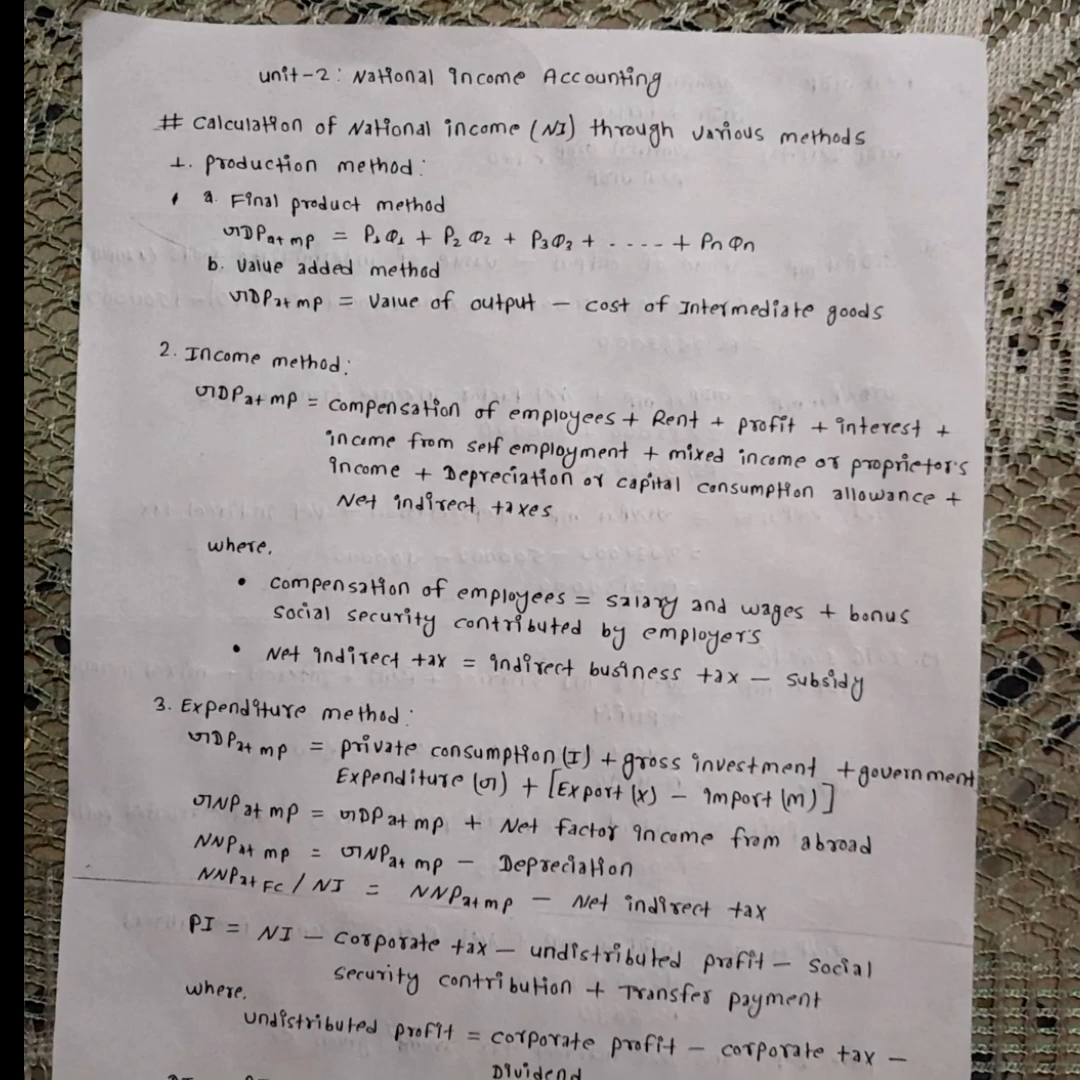 unit-2: National Income Accounting
# Calculation of National income (NI) through various methods
1. Production method:
a. Final product method
GDPat mp = P₁Q₁ + P₂Q₂ + P₃Q₃ + ---- + PnQn
b. Value added method
GDPat mp = Value of output - cost of Intermediate goods
2. Income method:
GDPat mp = compensation of employees + Rent + profit + interest +
income from self employment + mixed income or proprietor's
income + Depreciation or capital consumption allowance +
Net indirect taxes
where,
• compensation of employees = salary and wages + bonus
social security contributed by employers
• Net indirect tax = indirect business tax - subsidy
3. Expenditure method:
GDPat mp = private consumption (I) + gross investment + government
Expenditure (G) + [Export (X) - Import (M)]
GNPat mp = GDPat mp + Net factor income from abroad
NNPat mp = GNPat mp - Depreciation
NNPat FC / NI = NNPat mp - Net indirect tax
PI = NI - corporate tax - undistributed profit - social
security contribution + Transfer payment
where,
undistributed profit = corporate profit - corporate tax -
Dividend